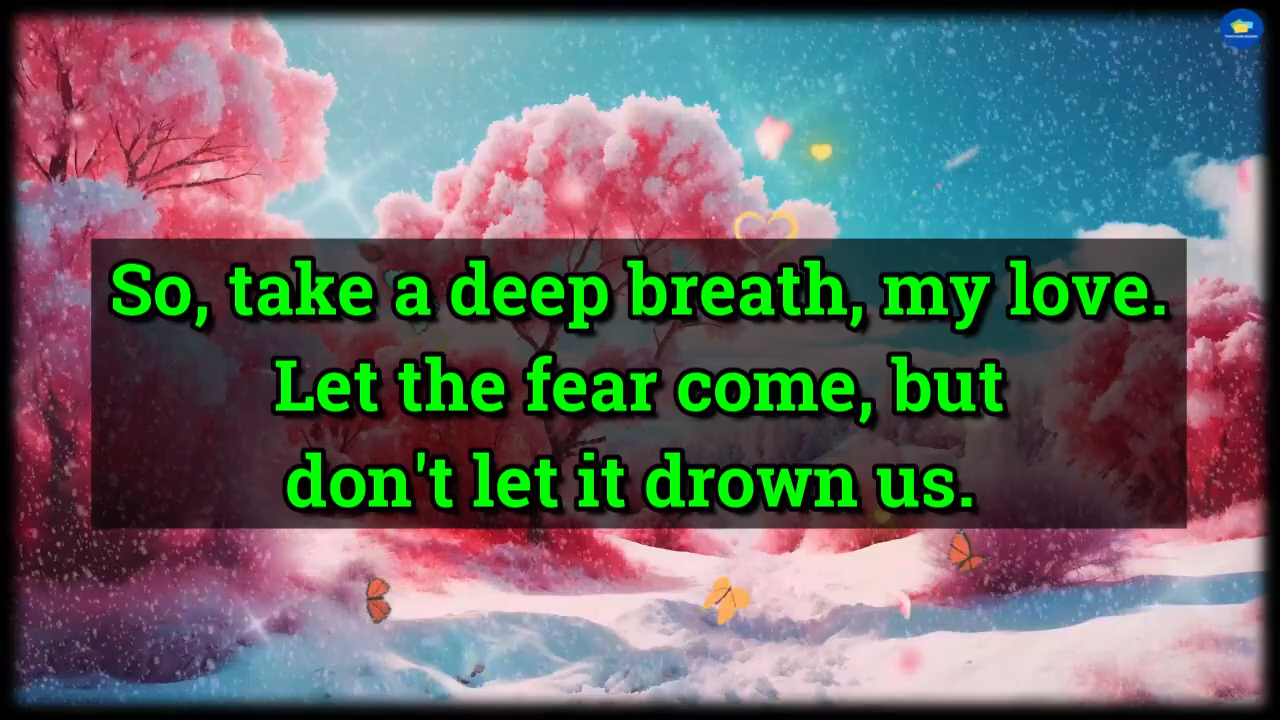 So, take a deep breath, my love.
Let the fear come, but
don't let it drown us.